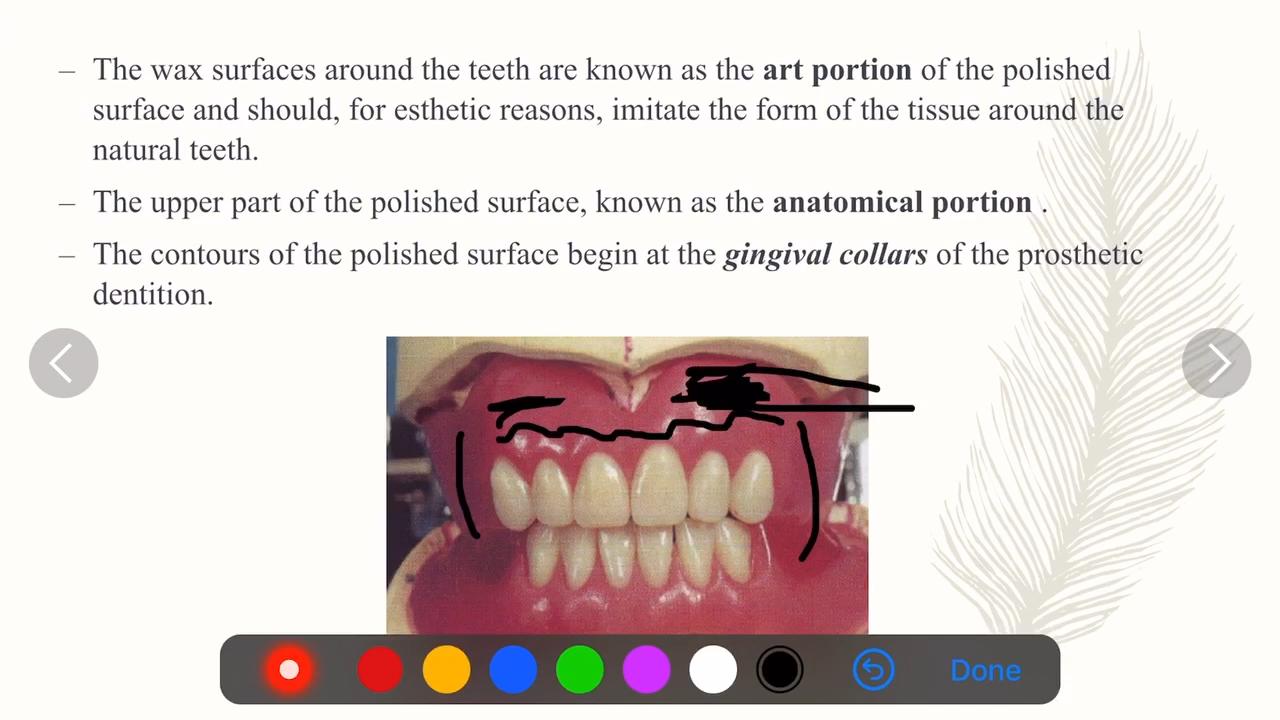 – The wax surfaces around the teeth are known as the art portion of the polished
surface and should, for esthetic reasons, imitate the form of the tissue around the
natural teeth.
– The upper part of the polished surface, known as the anatomical portion .
– The contours of the polished surface begin at the gingival collars of the prosthetic
dentition.
Done